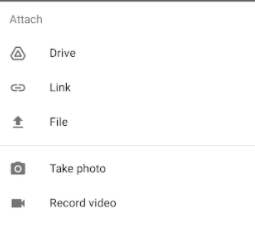 Attach
Drive
Link
File
Take photo
Record video